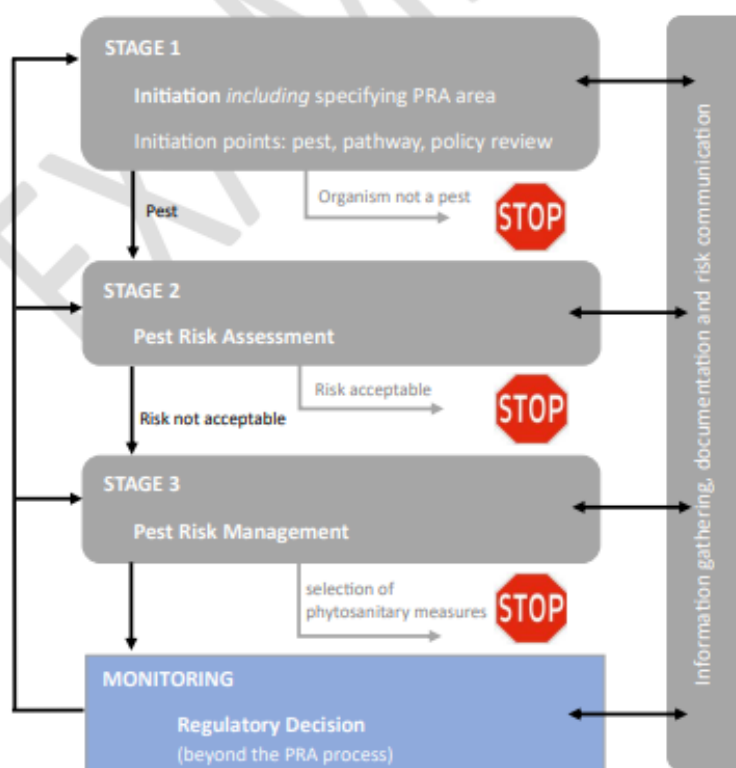 STAGE 1
Initiation including specifying PRA area
Initiation points: pest, pathway, policy review
Organism not a pest
STOP
Pest
STAGE 2
Pest Risk Assessment
Risk acceptable
STOP
Risk not acceptable
STAGE 3
Pest Risk Management
selection of
phytosanitary measures
STOP
MONITORING
Regulatory Decision
(beyond the PRA process)
Information gathering, documentation and risk communication